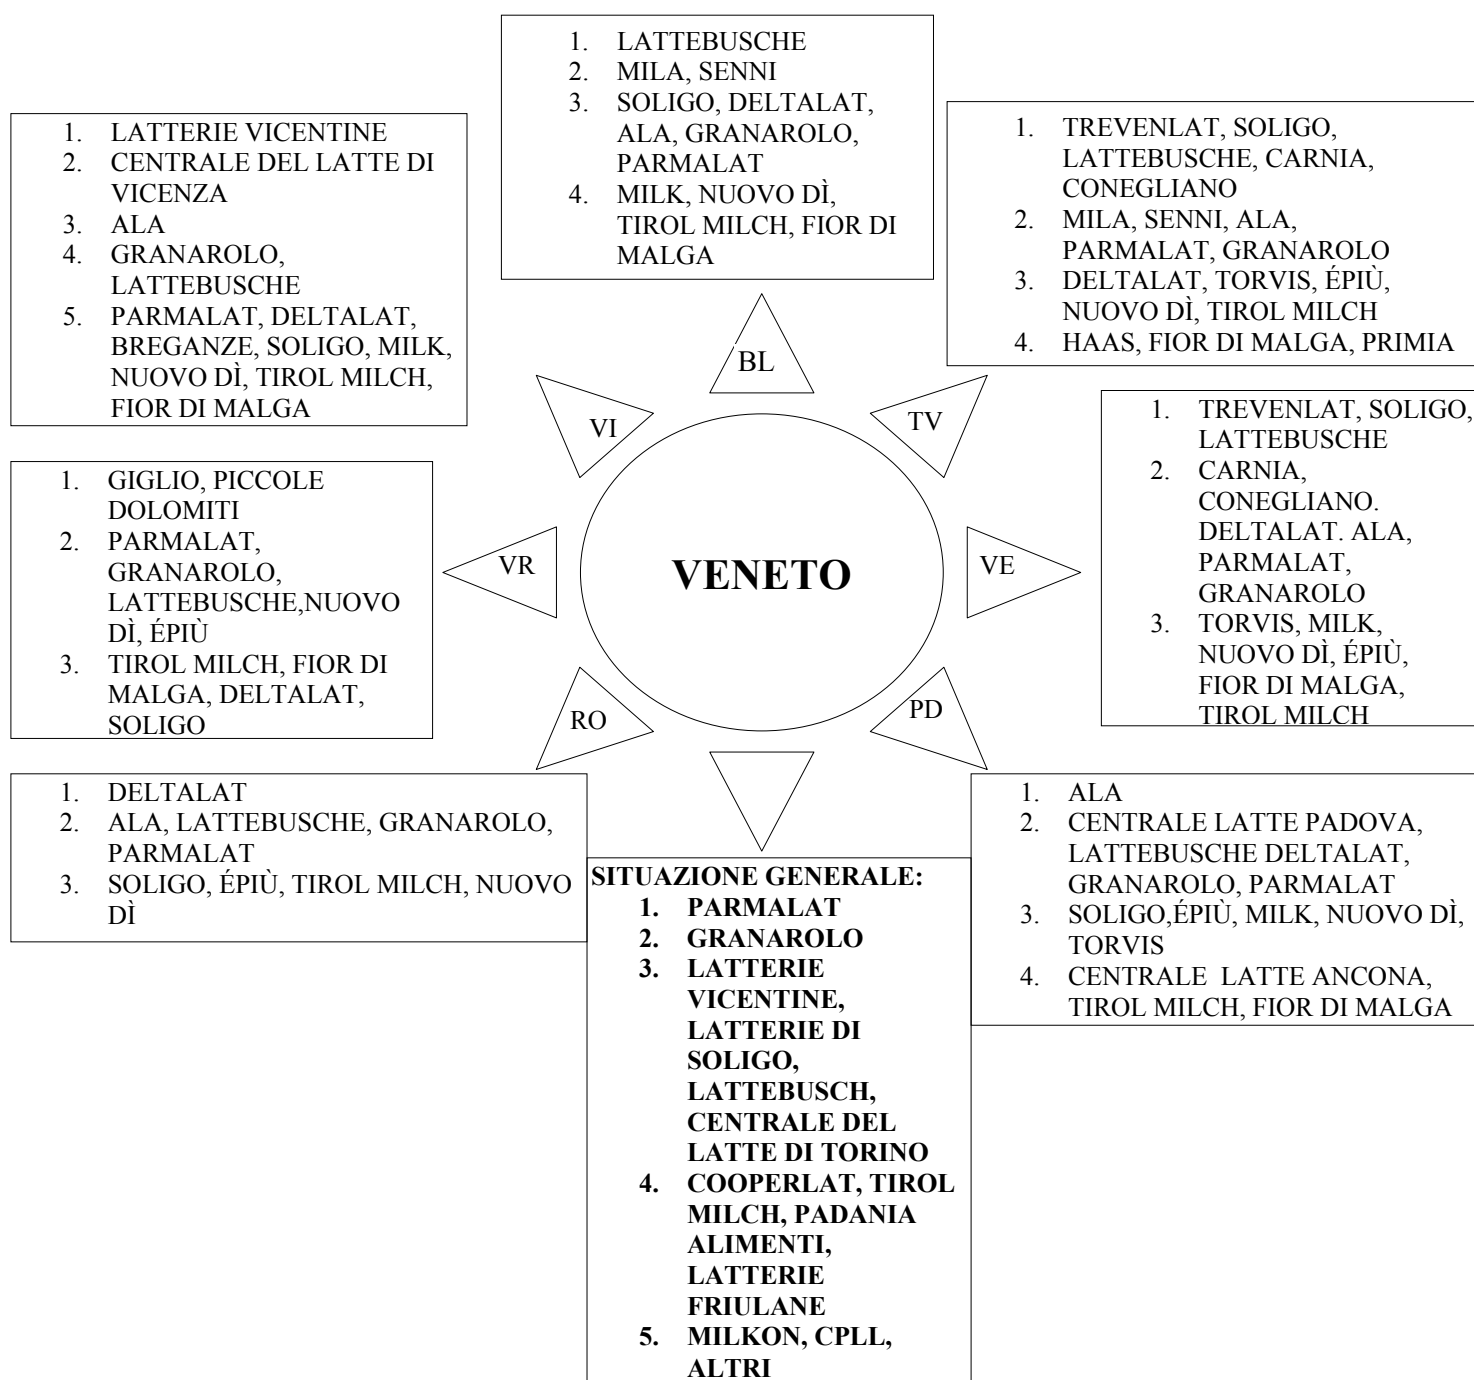 1. LATTEBUSCHE
2. MILA, SENNI
3. SOLIGO, DELTALAT,
ALA, GRANAROLO,
PARMALAT
4. MILK, NUOVO DÌ,
TIROL MILCH, FIOR DI
MALGA
1. LATTERIE VICENTINE
2. CENTRALE DEL LATTE DI
VICENZA
3. ALA
4. GRANAROLO,
LATTEBUSCHE
5. PARMALAT, DELTALAT,
BREGANZE, SOLIGO, MILK,
NUOVO DÌ, TIROL MILCH,
FIOR DI MALGA
1. TREVENLAT, SOLIGO,
LATTEBUSCHE, CARNIA,
CONEGLIANO
2. MILA, SENNI, ALA,
PARMALAT, GRANAROLO
3. DELTALAT, TORVIS, ÉPIÙ,
NUOVO DÌ, TIROL MILCH
4. HAAS, FIOR DI MALGA, PRIMIA
BL
VI
TV
1. GIGLIO, PICCOLE
DOLOMITI
2. PARMALAT,
GRANAROLO,
LATTEBUSCHE,NUOVO
DÌ, ÉPIÙ
3. TIROL MILCH, FIOR DI
MALGA, DELTALAT,
SOLIGO
VR
VENETO
VE
1. TREVENLAT, SOLIGO,
LATTEBUSCHE
2. CARNIA,
CONEGLIANO.
DELTALAT. ALA,
PARMALAT,
GRANAROLO
3. TORVIS, MILK,
NUOVO DÌ, ÉPIÙ,
FIOR DI MALGA,
TIROL MILCH
RO
PD
1. DELTALAT
2. ALA, LATTEBUSCHE, GRANAROLO,
PARMALAT
3. SOLIGO, ÉPIÙ, TIROL MILCH, NUOVO
DÌ
SITUAZIONE GENERALE:
1. PARMALAT
2. GRANAROLO
3. LATTERIE
VICENTINE,
LATTERIE DI
SOLIGO,
LATTEBUSCH,
CENTRALE DEL
LATTE DI TORINO
4. COOPERLAT, TIROL
MILCH, PADANIA
ALIMENTI,
LATTERIE
FRIULANE
5. MILKON, CPLL,
ALTRI
1. ALA
2. CENTRALE LATTE PADOVA,
LATTEBUSCHE DELTALAT,
GRANAROLO, PARMALAT
3. SOLIGO,ÉPIÙ, MILK, NUOVO DÌ,
TORVIS
4. CENTRALE LATTE ANCONA,
TIROL MILCH, FIOR DI MALGA